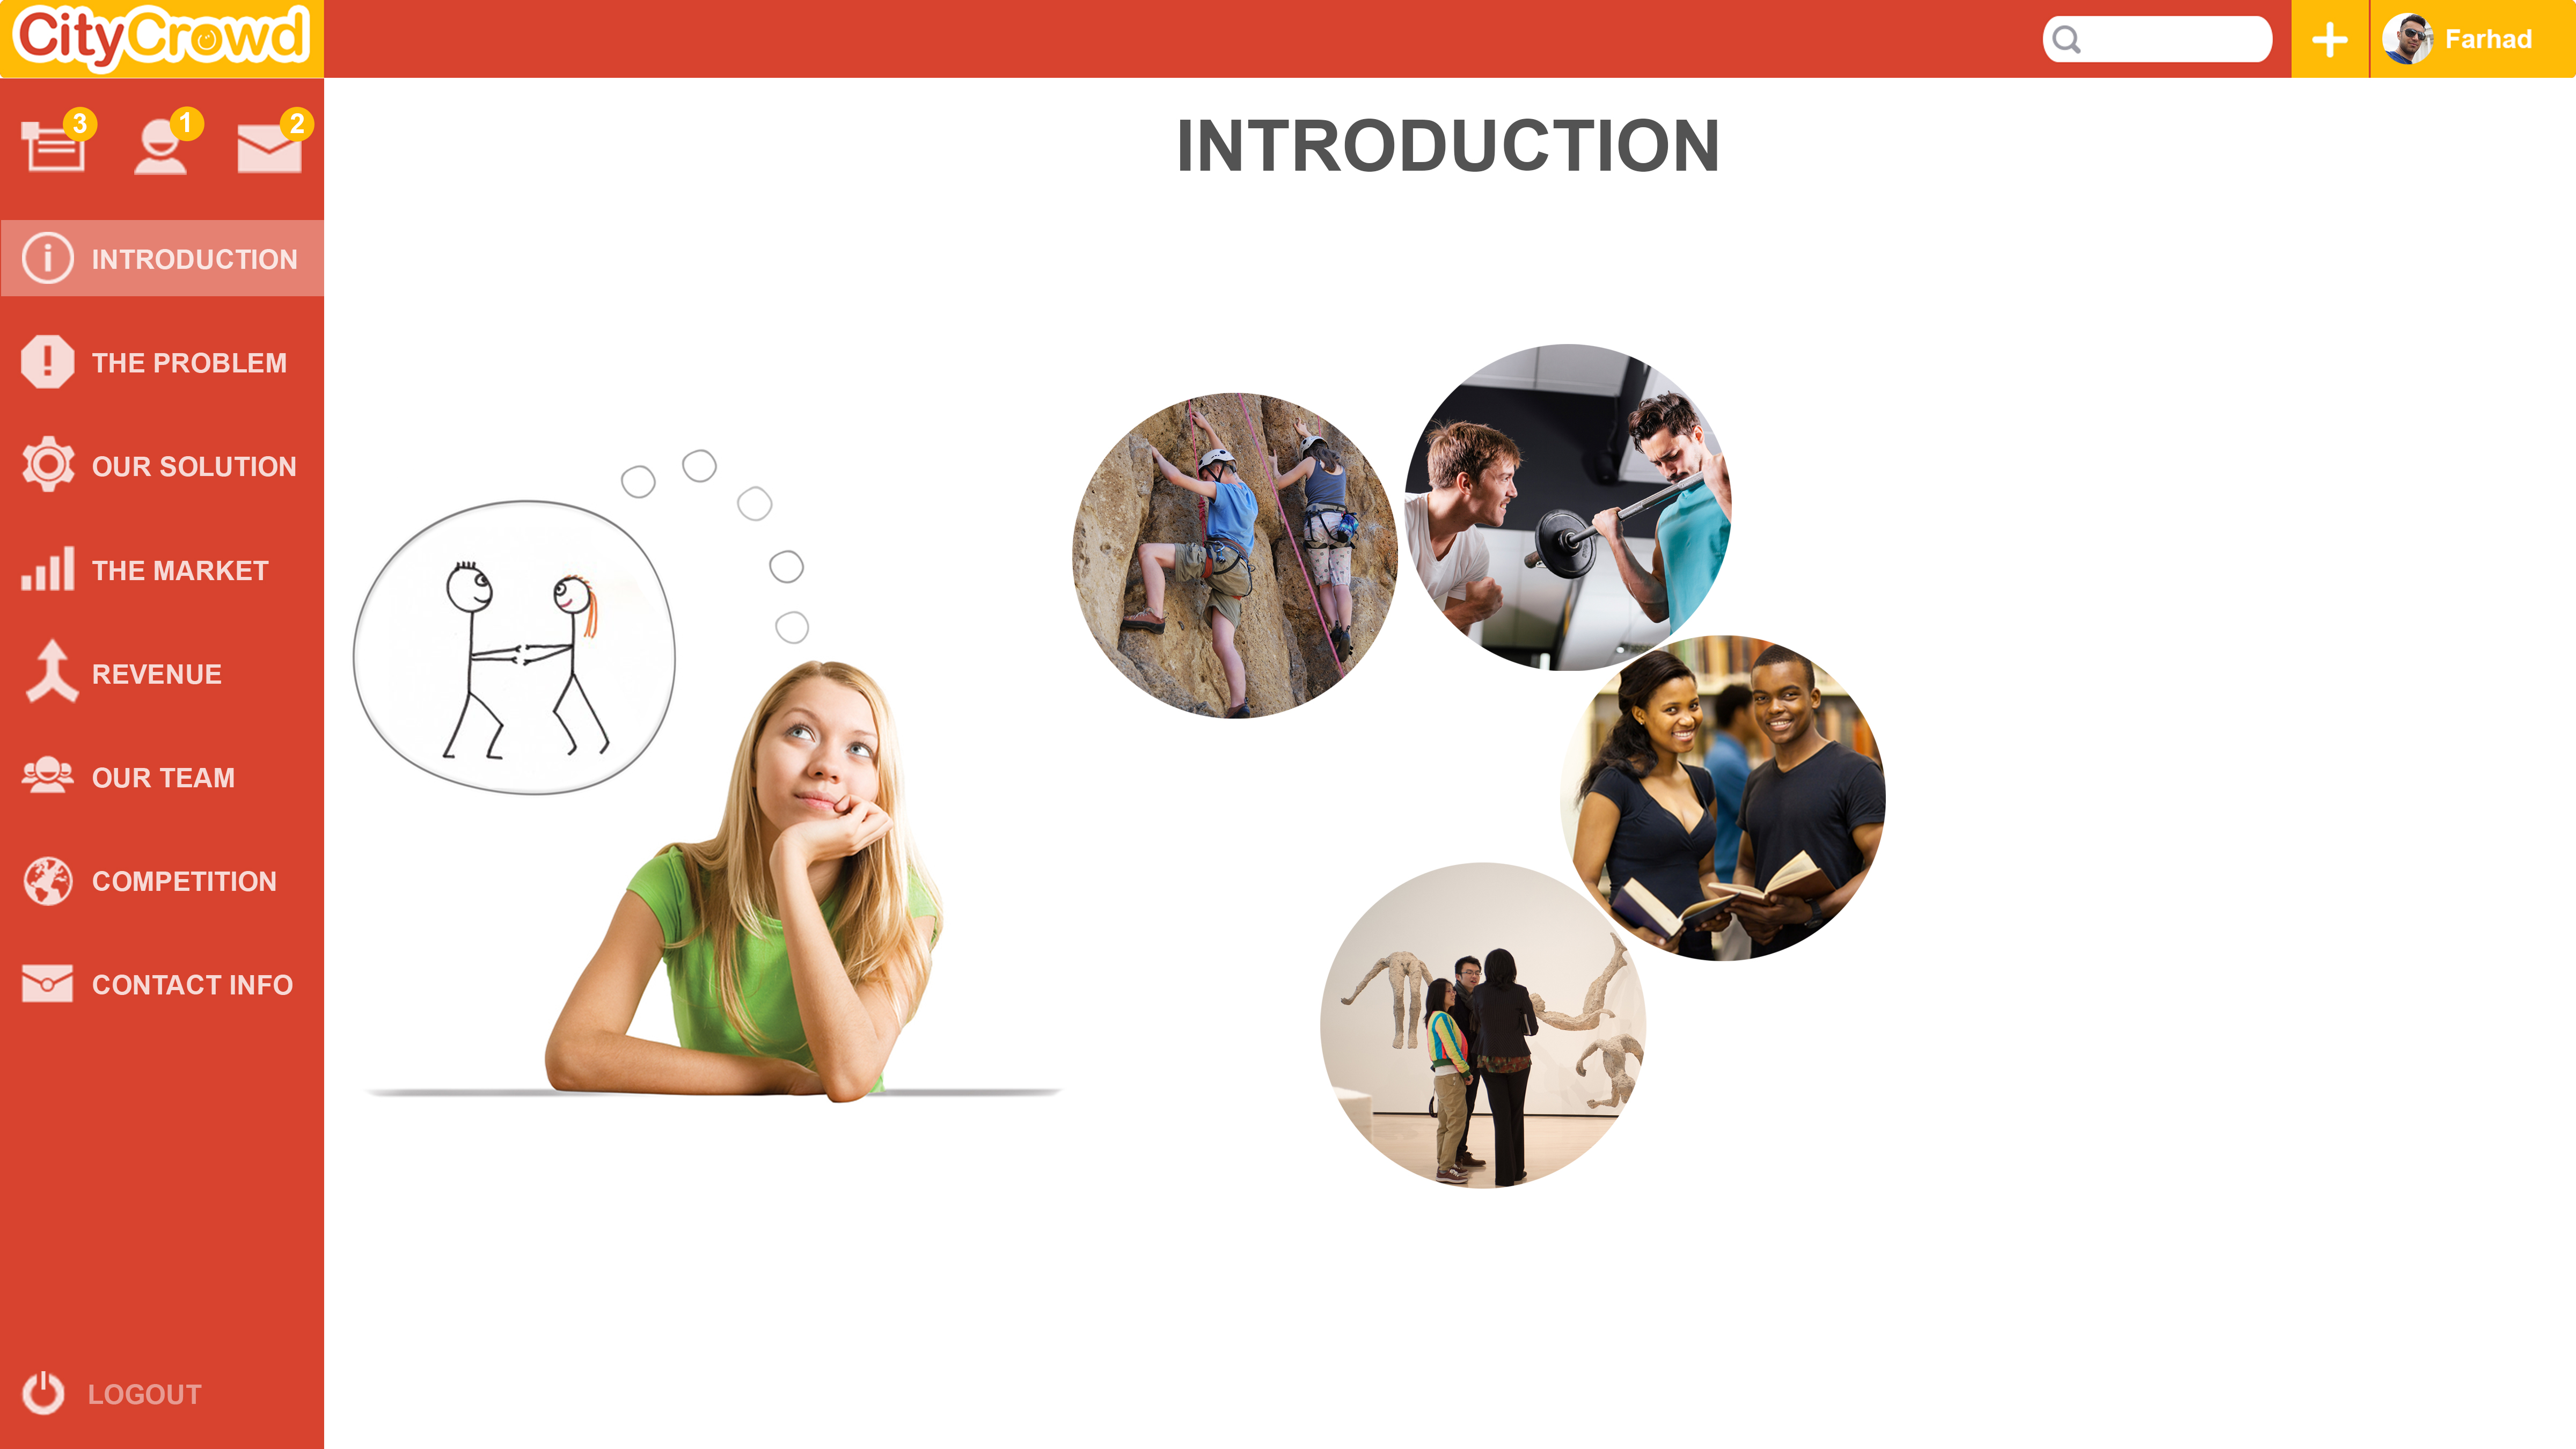 CityCrowd
Farhad
3
1
2
INTRODUCTION
INTRODUCTION
THE PROBLEM
OUR SOLUTION
THE MARKET
REVENUE
OUR TEAM
COMPETITION
CONTACT INFO
LOGOUT